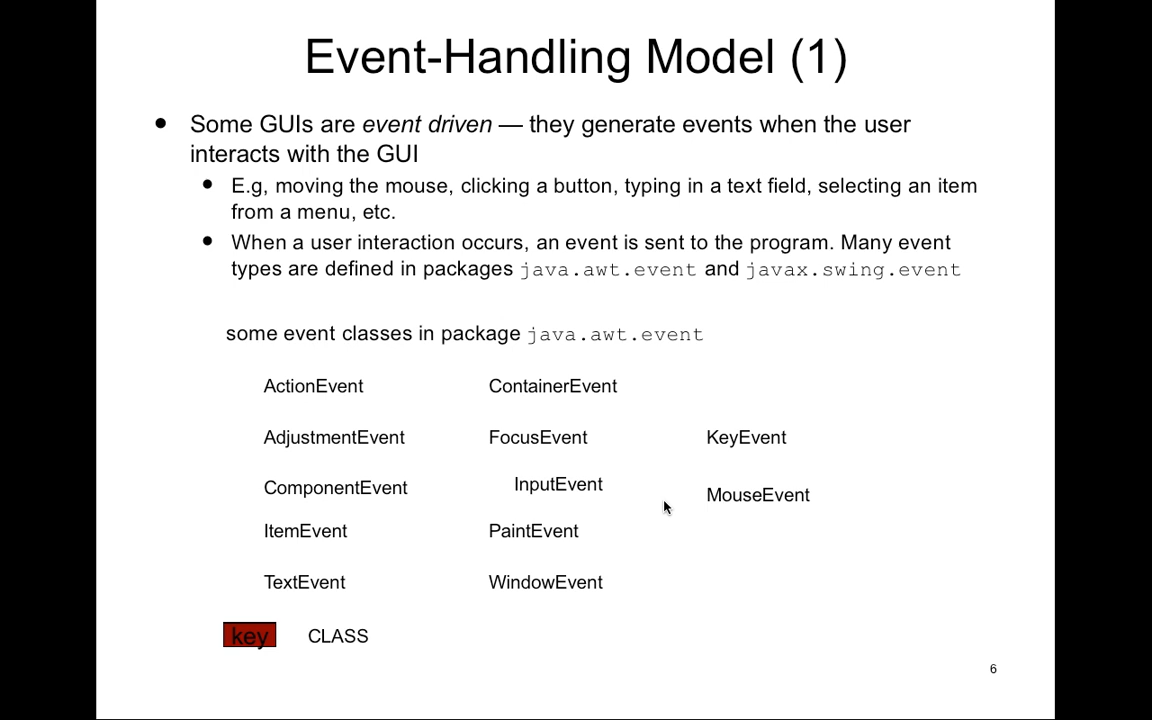 Event-Handling Model (1)
• Some GUIs are event driven — they generate events when the user
interacts with the GUI
• E.g, moving the mouse, clicking a button, typing in a text field, selecting an item
from a menu, etc.
• When a user interaction occurs, an event is sent to the program. Many event
types are defined in packages java.awt.event and javax.swing.event
some event classes in package java.awt.event
ActionEvent ContainerEvent
AdjustmentEvent FocusEvent KeyEvent
ComponentEvent InputEvent MouseEvent
ItemEvent PaintEvent
TextEvent WindowEvent
key CLASS
6